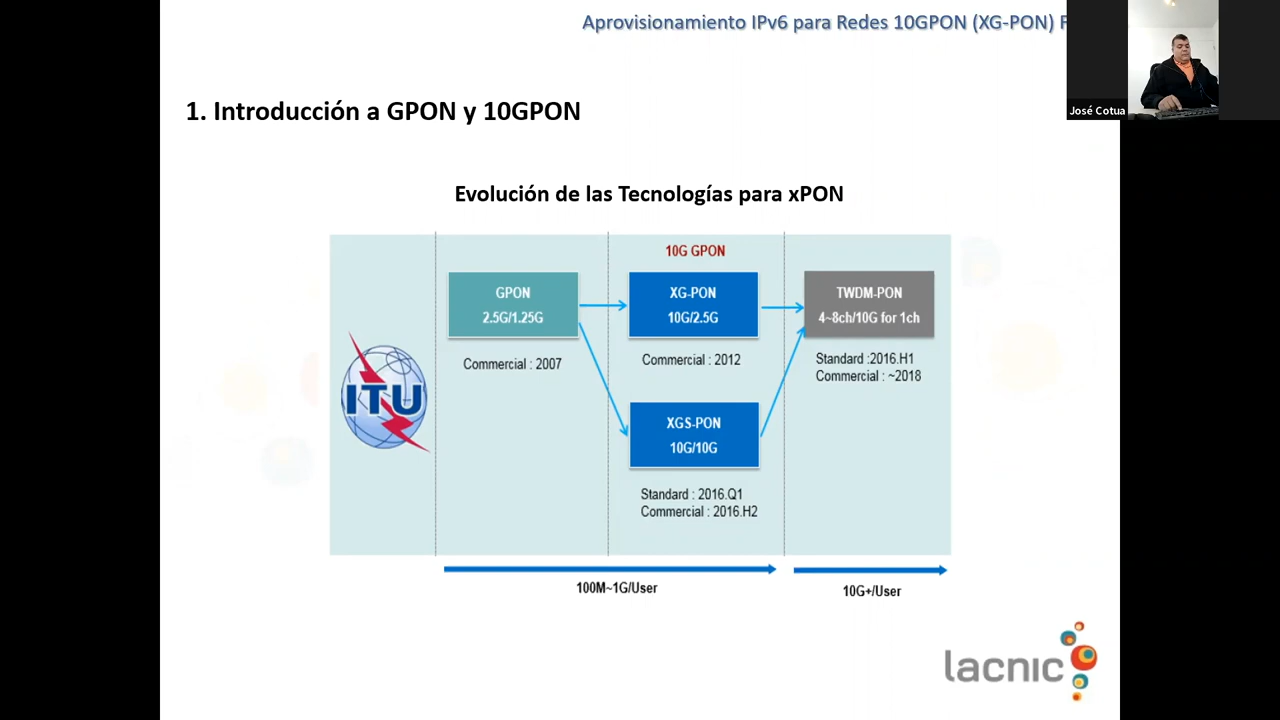 Aprovisionamiento IPv6 para Redes 10GPON (XG-PON)
José Cotua
1. Introducción a GPON y 10GPON
Evolución de las Tecnologías para xPON
10G GPON
GPON
2.5G/1.25G
XG-PON
10G/2.5G
TWDM-PON
4~8ch/10G for 1ch
Commercial : 2007
Commercial : 2012
Standard :2016.H1
Commercial : ~2018
ITU
XGS-PON
10G/10G
Standard : 2016.Q1
Commercial : 2016.H2
100M~1G/User
10G+/User
lacnic